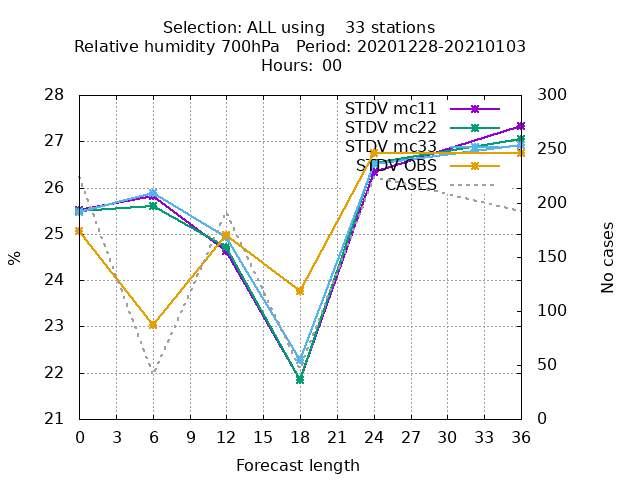 Selection: ALL using    33 stations
Relative humidity 700hPa   Period: 20201228-20210103
Hours: 00
28
27
26
25
24
23
22
21
%
300
250
200
150
100
50
0
No cases
STDV mc11
STDV mc22
STDV mc33
STDV OBS
CASES
0 3 6 9 12 15 18 21 24 27 30 33 36
Forecast length